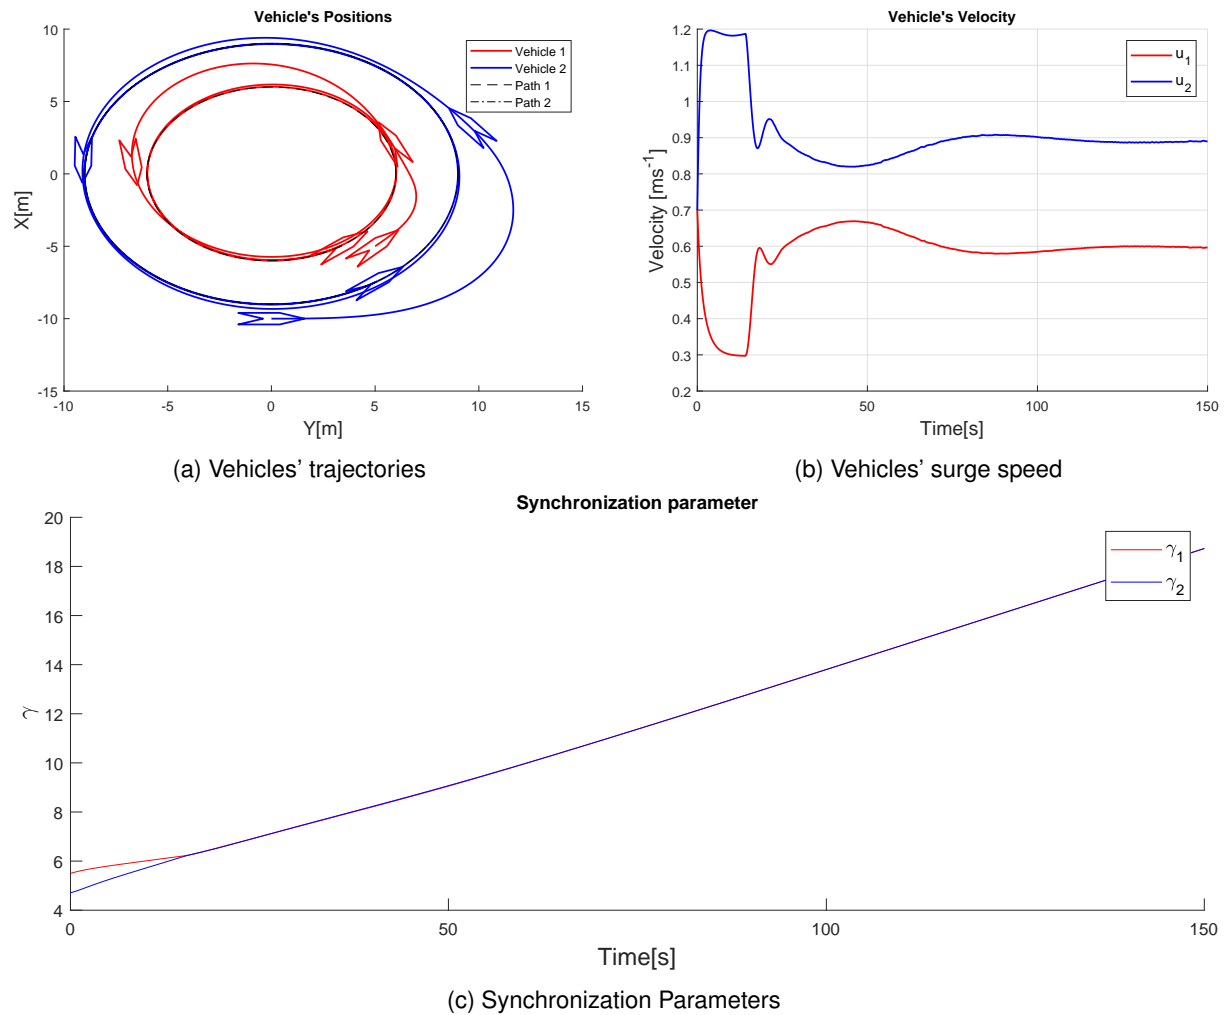 Vehicle's Positions
10
5
0
-5
-10
-15
X[m]
-10
-5
0
5
10
15
Y[m]
Vehicle 1
Vehicle 2
Path 1
Path 2
(a) Vehicles’ trajectories
Vehicle's Velocity
1.2
1.1
1
0.9
0.8
0.7
0.6
0.5
0.4
0.3
0.2
Velocity [ms⁻¹]
0
50
100
150
Time[s]
u₁
u₂
(b) Vehicles’ surge speed
Synchronization parameter
20
18
16
14
12
10
8
6
4
γ
0
50
100
150
Time[s]
γ₁
γ₂
(c) Synchronization Parameters